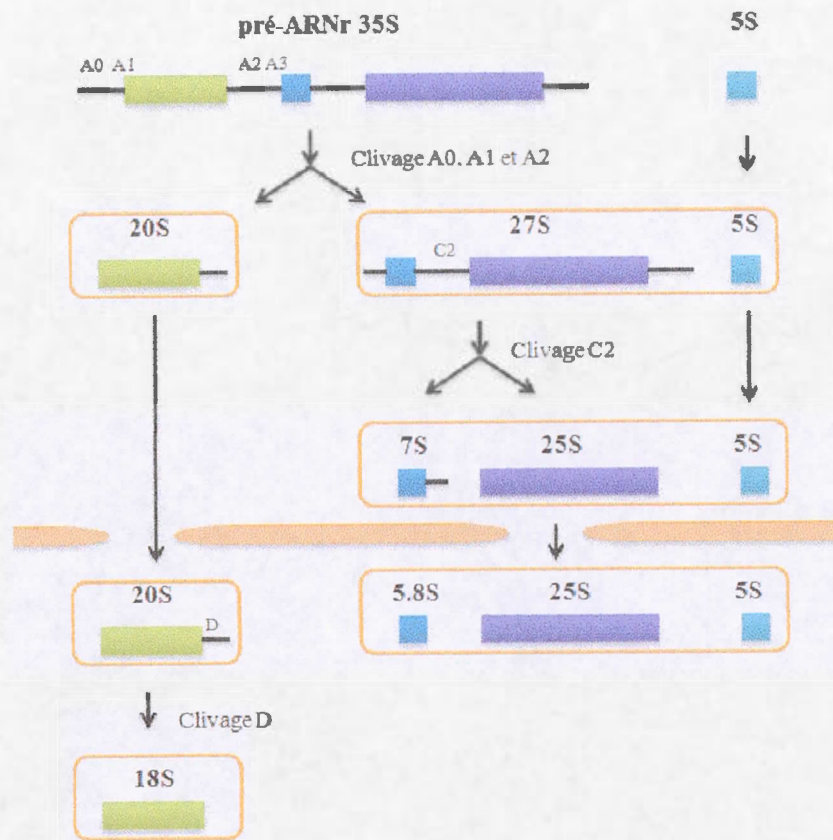 pré-ARNr 35S
5S
A0 A1
A2 A3
Clivage A0. A1 et A2
20S
27S
5S
C2
Clivage C2
7S
25S
5S
20S
5.8S
25S
5S
D
Clivage D
18S